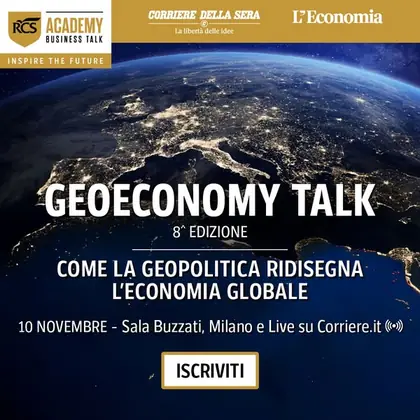 RCS ACADEMY
BUSINESS TALK
INSPIRE THE FUTURE
CORRIERE DELLA SERA
La libertà delle idee
L'Economia
GEOECONOMY TALK
8^ EDIZIONE
COME LA GEOPOLITICA RIDISEGNA
L'ECONOMIA GLOBALE
10 NOVEMBRE - Sala Buzzati, Milano e Live su Corriere.it
ISCRIVITI